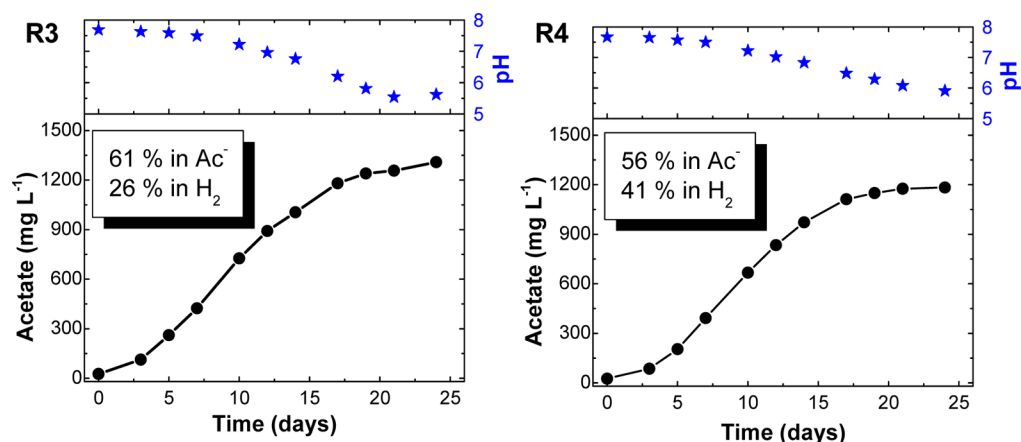 R3
8
7
6
5
pH
1500
1200
900
600
300
0
Acetate (mg L⁻¹)
61 % in Ac⁻
26 % in H₂
0 5 10 15 20 25
Time (days)
R4
8
7
6
5
pH
1500
1200
900
600
300
0
Acetate (mg L⁻¹)
56 % in Ac⁻
41 % in H₂
0 5 10 15 20 25
Time (days)